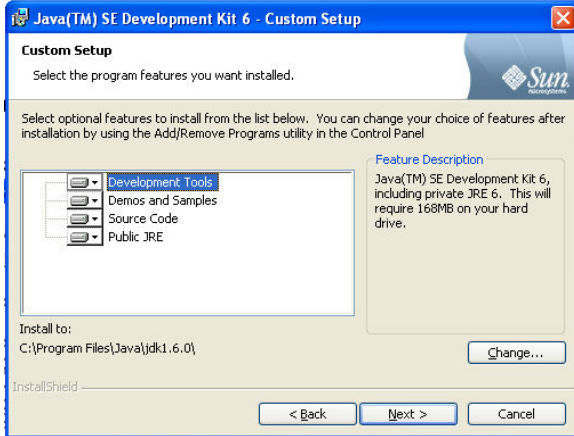 Java(TM) SE Development Kit 6 - Custom Setup
Custom Setup
Select the program features you want installed.
Sun
microsystems
Select optional features to install from the list below. You can change your choice of features after
installation by using the Add/Remove Programs utility in the Control Panel
Development Tools
Demos and Samples
Source Code
Public JRE
Feature Description
Java(TM) SE Development Kit 6,
including private JRE 6. This will
require 168MB on your hard
drive.
Install to:
C:\Program Files\Java\jdk1.6.0\
Change...
InstallShield
< Back
Next >
Cancel